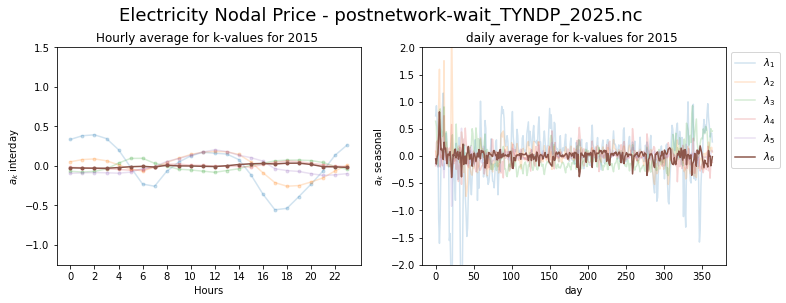 Electricity Nodal Price - postnetwork-wait_TYNDP_2025.nc
Hourly average for k-values for 2015
1.5
1.0
0.5
0.0
−0.5
−1.0
a_k interday
0 2 4 6 8 10 12 14 16 18 20 22
Hours
daily average for k-values for 2015
2.0
1.5
1.0
0.5
0.0
−0.5
−1.0
−1.5
−2.0
a_k seasonal
0 50 100 150 200 250 300 350
day
λ₁
λ₂
λ₃
λ₄
λ₅
λ₆